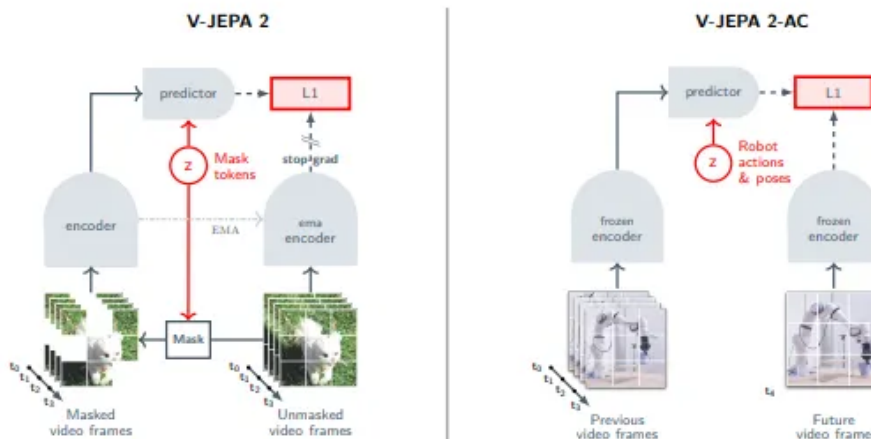 V-JEPA 2
predictor
L1
z
Mask
tokens
stop-grad
encoder
EMA
ema
encoder
Mask
t0
t1
t2
t3
Masked
video frames
t0
t1
t2
t3
Unmasked
video frames
V-JEPA 2-AC
predictor
L1
z
Robot
actions
& poses
frozen
encoder
frozen
encoder
t0
t1
t2
t3
Previous
video frames
t4
Future
video frames